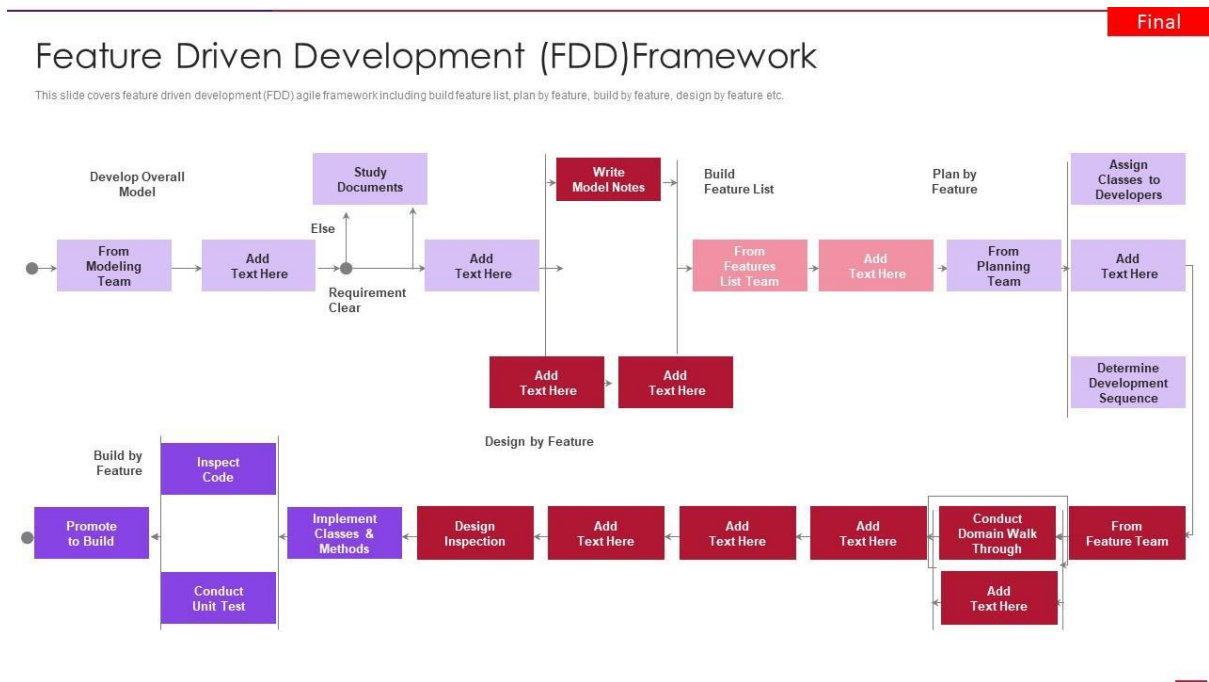 Final
Feature Driven Development (FDD)Framework
This slide covers feature driven development (FDD) agile framework including build feature list, plan by feature, build by feature, design by feature etc.
Develop Overall
Model
Study
Documents
Write
Model Notes
Build
Feature List
Plan by
Feature
Assign
Classes to
Developers
Else
From
Modeling
Team
Add
Text Here
Requirement
Clear
Add
Text Here
From
Features
List Team
Add
Text Here
From
Planning
Team
Add
Text Here
Add
Text Here
Add
Text Here
Determine
Development
Sequence
Design by Feature
Build by
Feature
Inspect
Code
Promote
to Build
Implement
Classes &
Methods
Design
Inspection
Add
Text Here
Add
Text Here
Add
Text Here
Conduct
Domain Walk
Through
From
Feature Team
Conduct
Unit Test
Add
Text Here